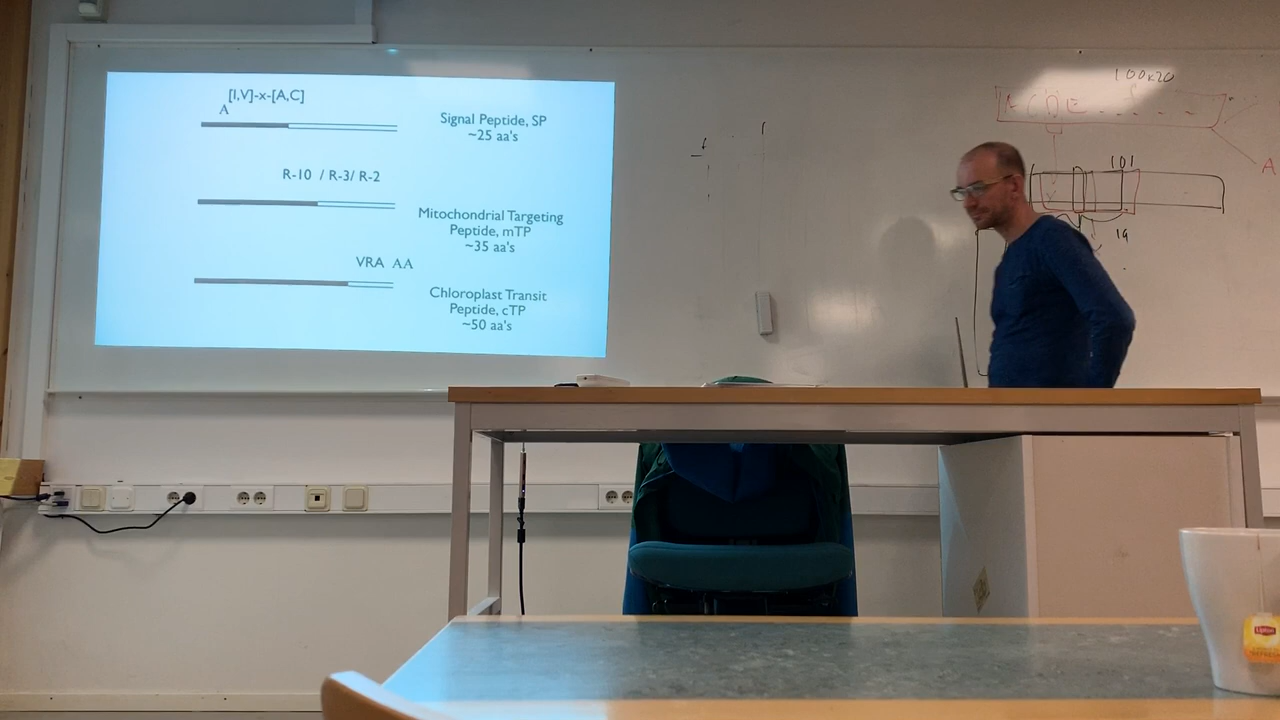 [I,V]-x-[A,C]
A
Signal Peptide, SP
~25 aa's
R-10 / R-3/ R-2
Mitochondrial Targeting
Peptide, mTP
~35 aa's
VRA AA
Chloroplast Transit
Peptide, cTP
~50 aa's
100x20
101
19
A
Lipton